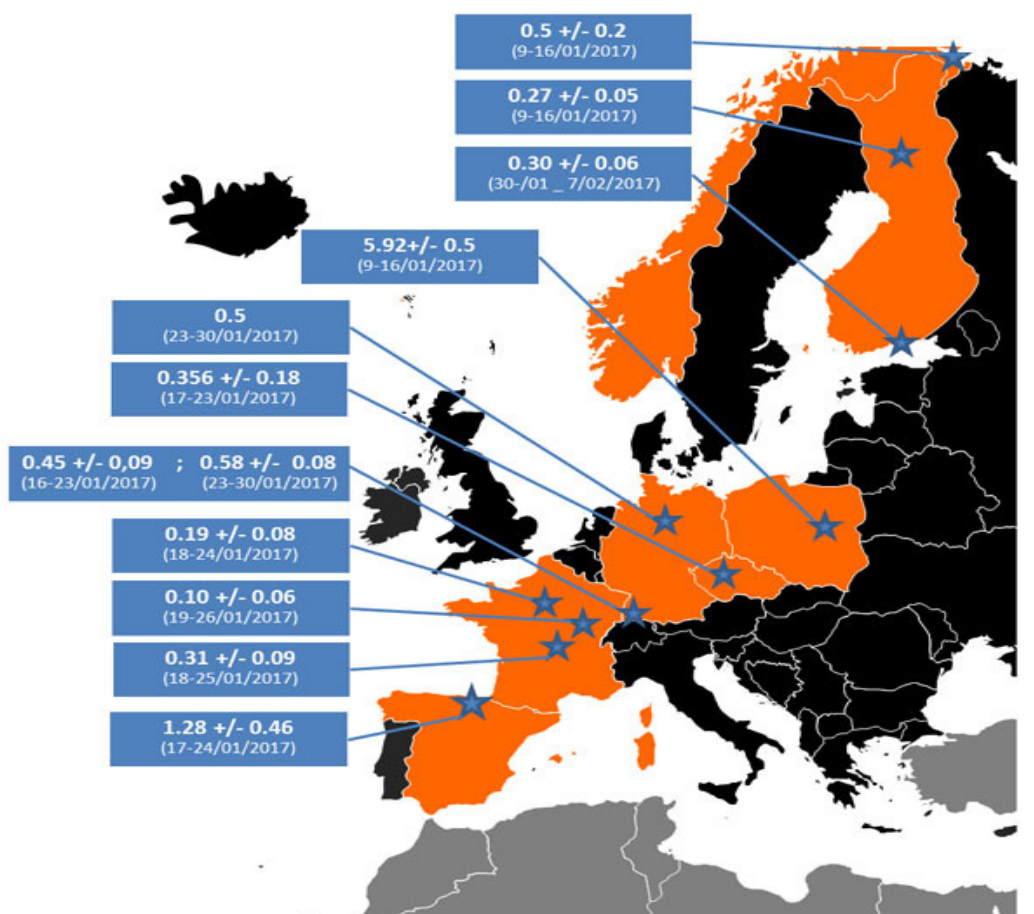 0.5 +/- 0.2
(9-16/01/2017)
0.27 +/- 0.05
(9-16/01/2017)
0.30 +/- 0.06
(30-/01 _ 7/02/2017)
5.92+/- 0.5
(9-16/01/2017)
0.5
(23-30/01/2017)
0.356 +/- 0.18
(17-23/01/2017)
0.45 +/- 0,09 ; 0.58 +/- 0.08
(16-23/01/2017) (23-30/01/2017)
0.19 +/- 0.08
(18-24/01/2017)
0.10 +/- 0.06
(19-26/01/2017)
0.31 +/- 0.09
(18-25/01/2017)
1.28 +/- 0.46
(17-24/01/2017)